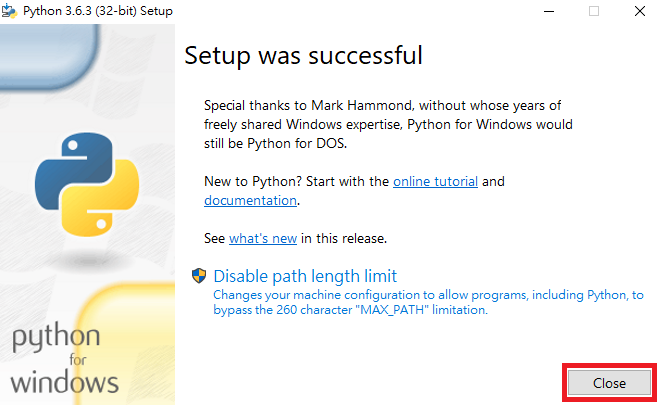 Python 3.6.3 (32-bit) Setup
Setup was successful
Special thanks to Mark Hammond, without whose years of
freely shared Windows expertise, Python for Windows would
still be Python for DOS.
New to Python? Start with the online tutorial and
documentation.
See what's new in this release.
Disable path length limit
Changes your machine configuration to allow programs, including Python, to
bypass the 260 character "MAX_PATH" limitation.
python
for
windows
Close